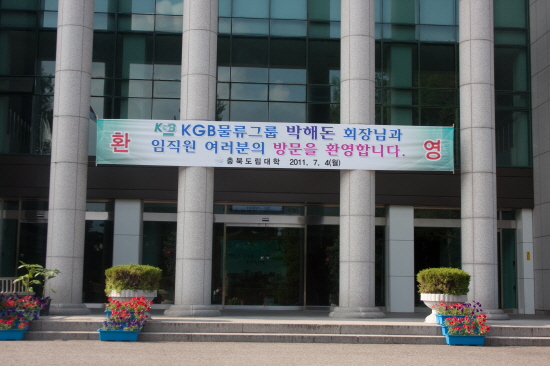 환 영
KGB KGB물류그룹 박해돈 회장님과
임직원 여러분의 방문을 환영합니다.
충북도립대학 2011. 7. 4(월)